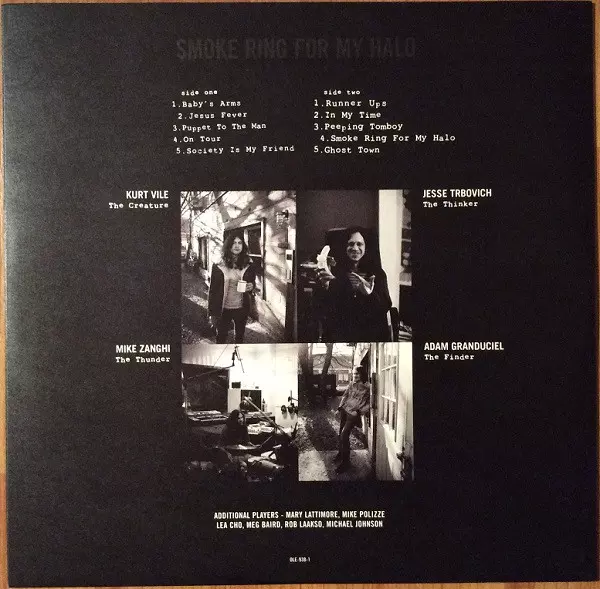 SMOKE RING FOR MY HALO
side one
1.Baby's Arms
2.Jesus Fever
3.Puppet To The Man
4.On Tour
5.Society Is My Friend
side two
1.Runner Ups
2.In My Time
3.Peeping Tomboy
4.Smoke Ring For My Halo
5.Ghost Town
KURT VILE
The Creature
JESSE TRBOVICH
The Thinker
MIKE ZANGHI
The Thunder
ADAM GRANDUCIEL
The Finder
ADDITIONAL PLAYERS - MARY LATTIMORE, MIKE POLIZZE
LEA CHO, MEG BAIRD, ROB LAAKSO, MICHAEL JOHNSON
OLE-938-1